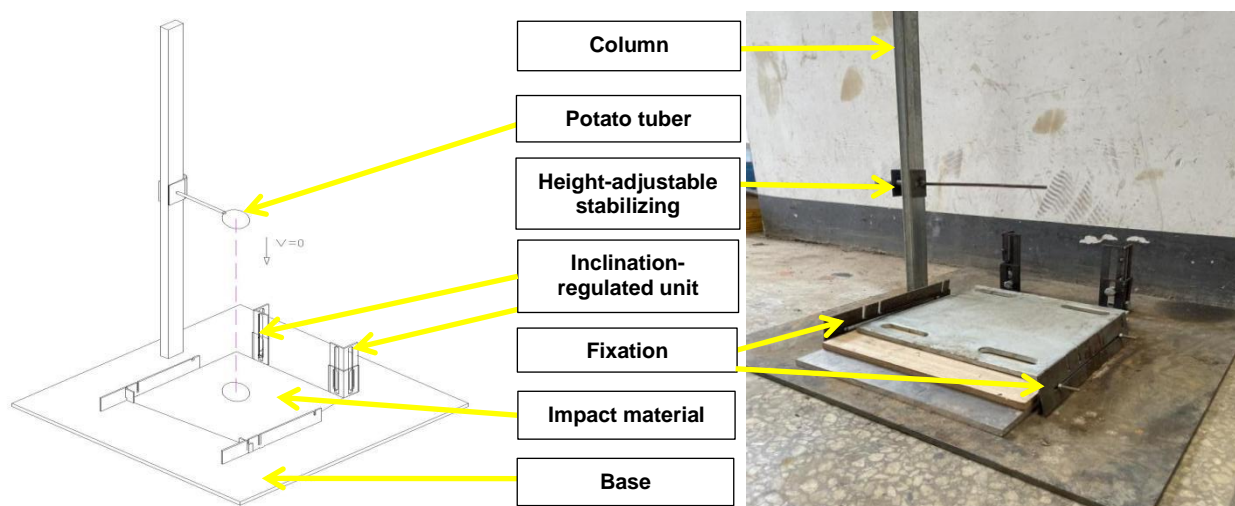 Column
Potato tuber
Height-adjustable
stabilizing
V=0
Inclination-
regulated unit
Fixation
Impact material
Base